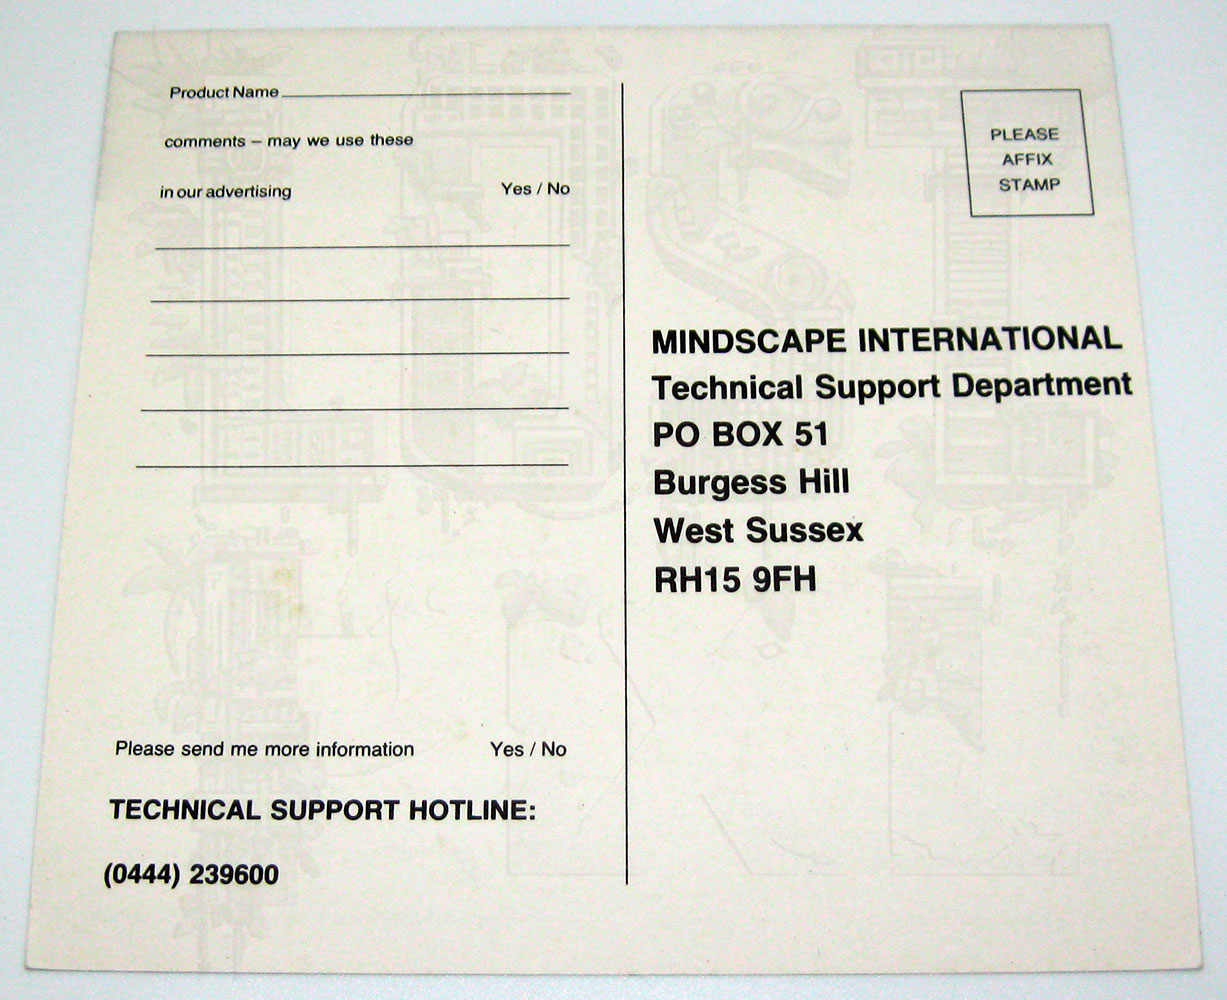 Product Name
comments – may we use these
in our advertising Yes / No
Please send me more information Yes / No
TECHNICAL SUPPORT HOTLINE:
(0444) 239600
PLEASE
AFFIX
STAMP
MINDSCAPE INTERNATIONAL
Technical Support Department
PO BOX 51
Burgess Hill
West Sussex
RH15 9FH